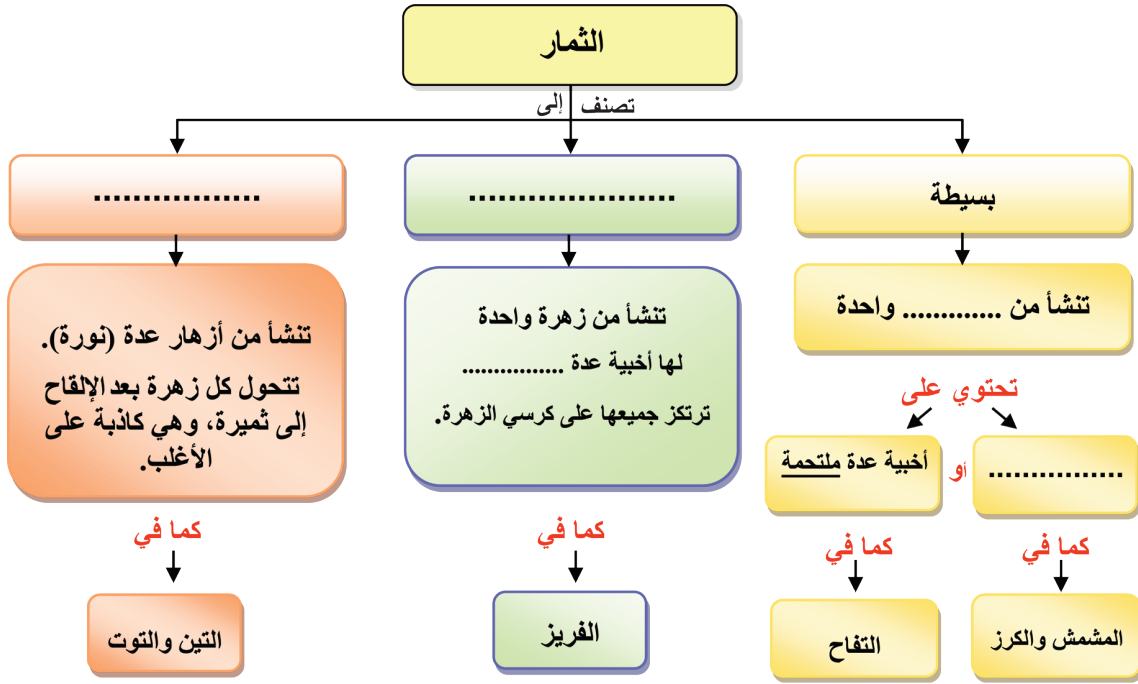 الثمار
تصنف إلى
بسيطة
.....................
.................
تنشأ من ............. واحدة
تنشأ من زهرة واحدة
لها أخبية عدة ................
ترتكز جميعها على كرسي الزهرة.
تنشأ من أزهار عدة (نورة).
تتحول كل زهرة بعد الإلقاح
إلى ثميرة، وهي كاذبة على
الأغلب.
تحتوي على
................ أو أخبية عدة ملتحمة
كما في
كما في
كما في
كما في
المشمش والكرز
التفاح
الفريز
التين والتوت